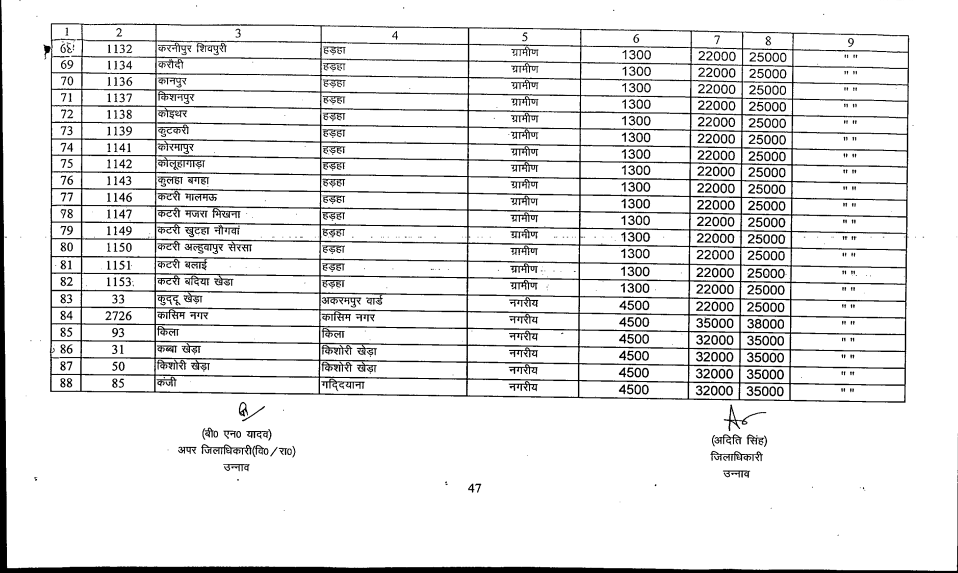 1 2 3 4 5 6 7 8 9
68 1132 करनीपुर शिवपुरी हड़हा ग्रामीण 1300 22000 25000 " "
69 1134 करौदी हड़हा ग्रामीण 1300 22000 25000 " "
70 1136 कानपुर हड़हा ग्रामीण 1300 22000 25000 " "
71 1137 किशनपुर हड़हा ग्रामीण 1300 22000 25000 " "
72 1138 कोइथर हड़हा ग्रामीण 1300 22000 25000 " "
73 1139 कुटकरी हड़हा ग्रामीण 1300 22000 25000 " "
74 1141 कोरमापुर हड़हा ग्रामीण 1300 22000 25000 " "
75 1142 कोलूहागाड़ा हड़हा ग्रामीण 1300 22000 25000 " "
76 1143 कुलहा बगहा हड़हा ग्रामीण 1300 22000 25000 " "
77 1146 कटरी मालमऊ हड़हा ग्रामीण 1300 22000 25000 " "
78 1147 कटरी मजरा भिखना हड़हा ग्रामीण 1300 22000 25000 " "
79 1149 कटरी खुटहा नौगवां हड़हा ग्रामीण 1300 22000 25000 " "
80 1150 कटरी अल्हुवापुर सेरसा हड़हा ग्रामीण 1300 22000 25000 " "
81 1151 कटरी बलाई हड़हा ग्रामीण 1300 22000 25000 " "
82 1153 कटरी बदिया खेडा हड़हा ग्रामीण 1300 22000 25000 " "
83 33 कुद्दू खेड़ा अकरमपुर वार्ड नगरीय 4500 22000 25000 " "
84 2726 कासिम नगर कासिम नगर नगरीय 4500 35000 38000 " "
85 93 किला किला नगरीय 4500 32000 35000 " "
86 31 कब्बा खेड़ा किशोरी खेड़ा नगरीय 4500 32000 35000 " "
87 50 किशोरी खेड़ा किशोरी खेड़ा नगरीय 4500 32000 35000 " "
88 85 कंजी गद्दियाना नगरीय 4500 32000 35000 " "
(बी0 एन0 यादव) (अदिति सिंह)
अपर जिलाधिकारी(वि0/रा0) जिलाधिकारी
उन्नाव उन्नाव
47